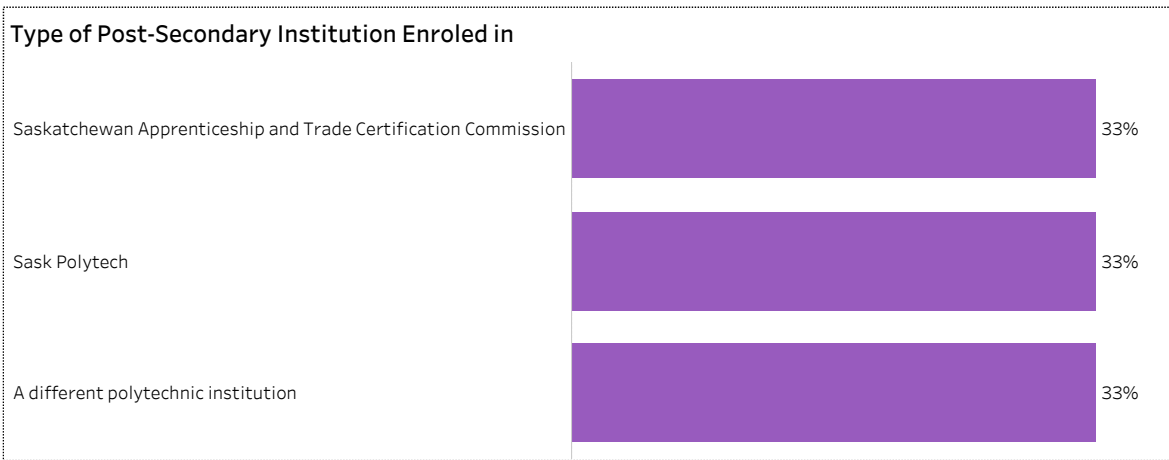 Type of Post-Secondary Institution Enroled in
Saskatchewan Apprenticeship and Trade Certification Commission 33%
Sask Polytech 33%
A different polytechnic institution 33%